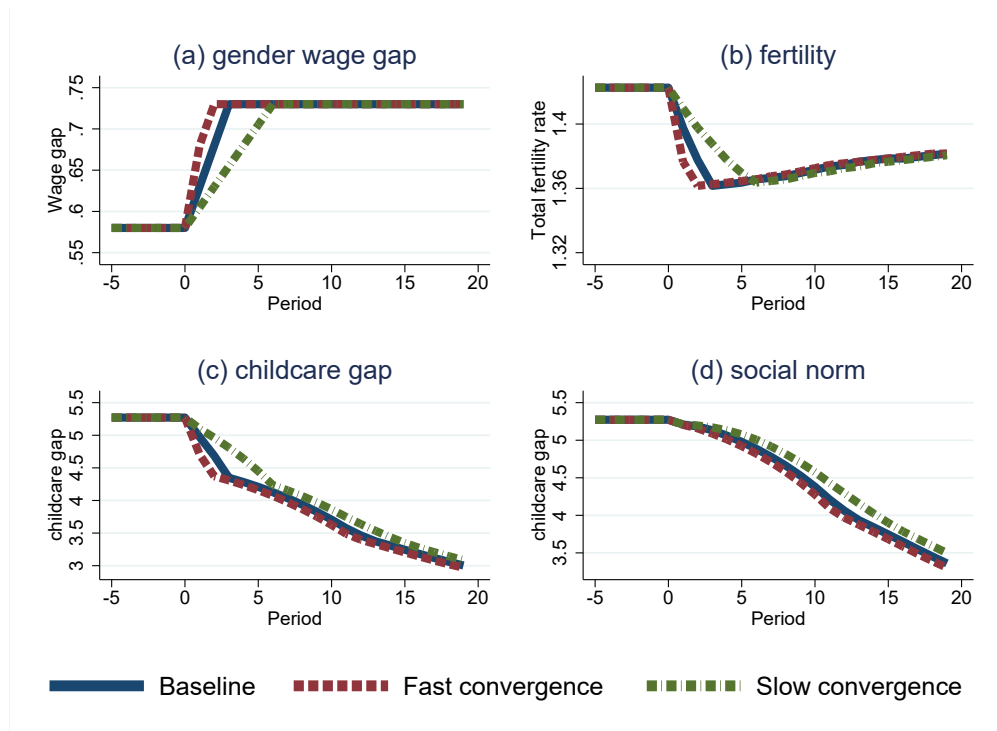 (a) gender wage gap
Wage gap
.75
.7
.65
.6
.55
-5 0 5 10 15 20
Period
(b) fertility
Total fertility rate
1.4
1.36
1.32
-5 0 5 10 15 20
Period
(c) childcare gap
childcare gap
5.5
5
4.5
4
3.5
3
-5 0 5 10 15 20
Period
(d) social norm
childcare gap
5.5
5
4.5
4
3.5
-5 0 5 10 15 20
Period
Baseline Fast convergence Slow convergence